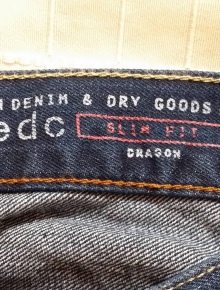 DENIM & DRY GOODS
edc SLIM FIT
DRAGON